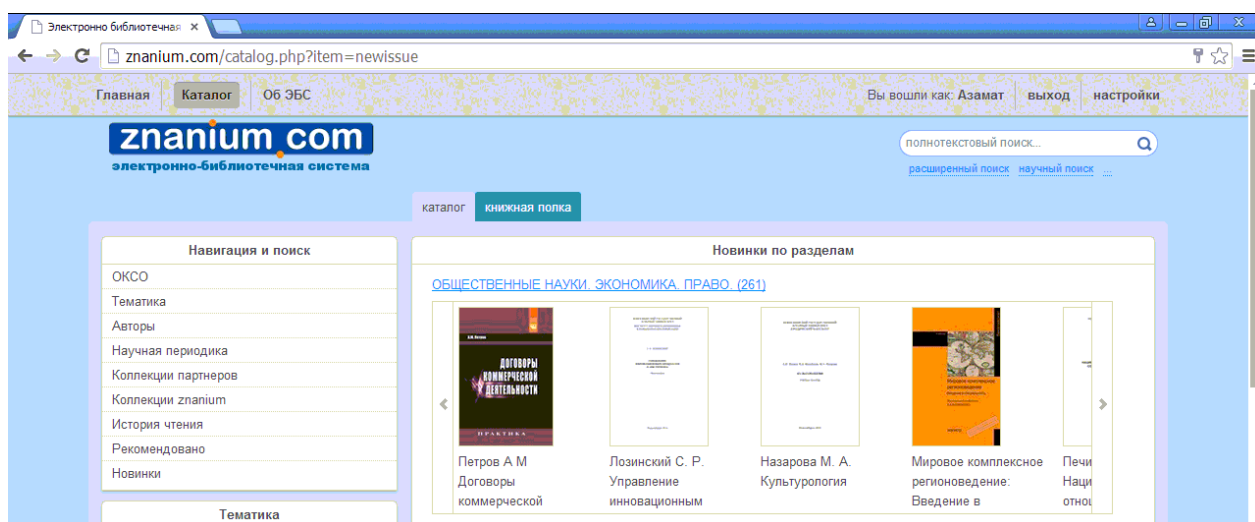 Электронно библиотечная
znanium.com/catalog.php?item=newissue
Главная Каталог Об ЭБС Вы вошли как: Азамат выход настройки
znanium.com
электронно-библиотечная система
полнотекстовый поиск...
расширенный поиск научный поиск ...
каталог книжная полка
Навигация и поиск
ОКСО
Тематика
Авторы
Научная периодика
Коллекции партнеров
Коллекции znanium
История чтения
Рекомендовано
Новинки
Тематика
Новинки по разделам
ОБЩЕСТВЕННЫЕ НАУКИ. ЭКОНОМИКА. ПРАВО. (261)
ДОГОВОРЫ
КОММЕРЧЕСКОЙ
ДЕЯТЕЛЬНОСТИ
ПРАКТИКА
Петров А М
Договоры
коммерческой
Лозинский С. Р.
Управление
инновационным
Назарова М. А.
Культурология
Мировое комплексное
регионоведение:
Введение в
Печи
Наци
отнош